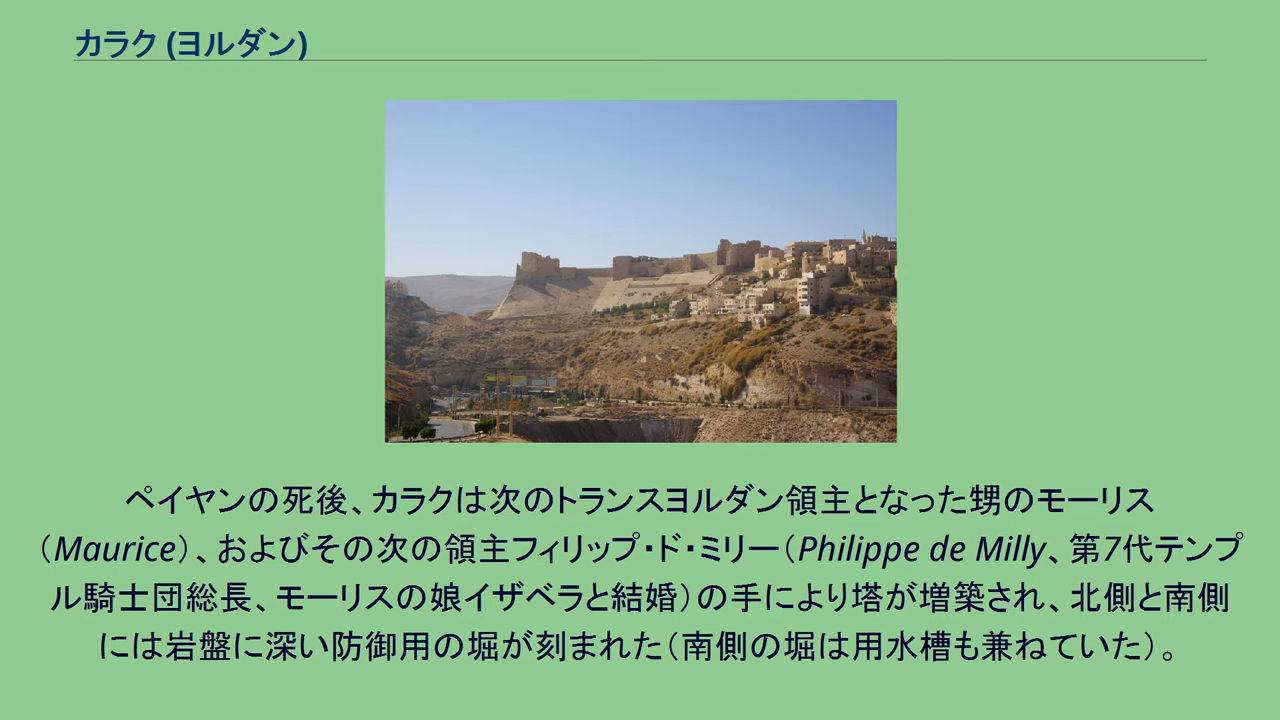 カラク (ヨルダン)
ペイヤンの死後、カラクは次のトランスヨルダン領主となった甥のモーリス
（Maurice）、およびその次の領主フィリップ・ド・ミリー（Philippe de Milly、第7代テンプ
ル騎士団総長、モーリスの娘イザベラと結婚）の手により塔が増築され、北側と南側
には岩盤に深い防御用の堀が刻まれた（南側の堀は用水槽も兼ねていた）。